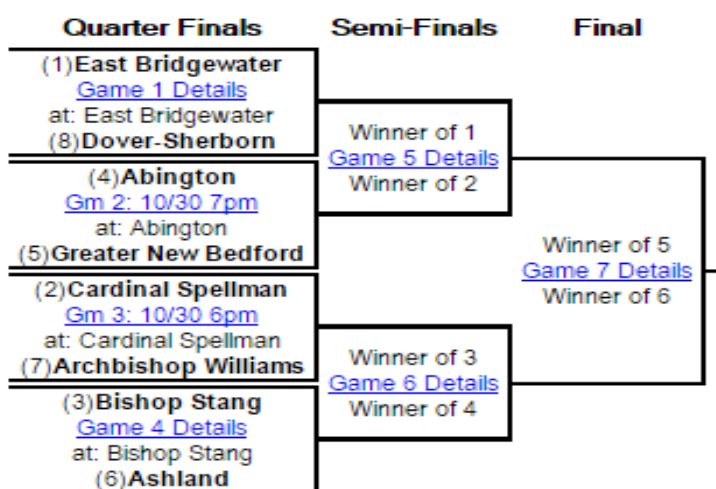 Quarter Finals Semi-Finals Final
(1)East Bridgewater
Game 1 Details
at: East Bridgewater
(8)Dover-Sherborn
(4)Abington
Gm 2: 10/30 7pm
at: Abington
(5)Greater New Bedford
(2)Cardinal Spellman
Gm 3: 10/30 6pm
at: Cardinal Spellman
(7)Archbishop Williams
(3)Bishop Stang
Game 4 Details
at: Bishop Stang
(6)Ashland
Winner of 1
Game 5 Details
Winner of 2
Winner of 3
Game 6 Details
Winner of 4
Winner of 5
Game 7 Details
Winner of 6